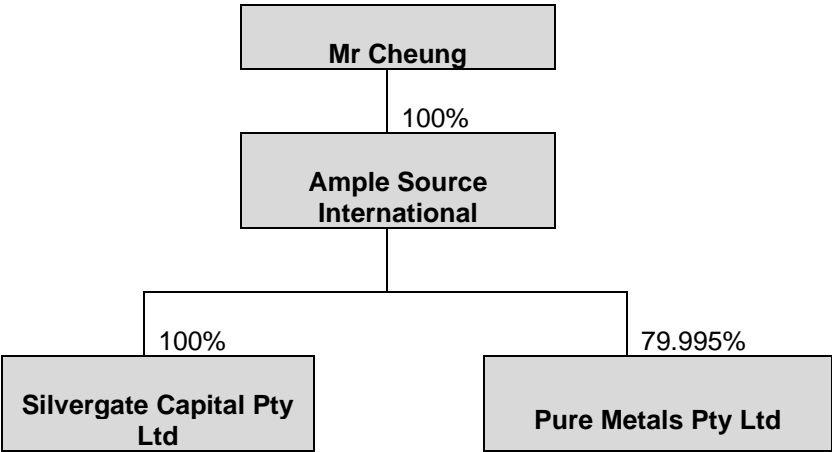 Mr Cheung
100%
Ample Source
International
100%
79.995%
Silvergate Capital Pty
Ltd
Pure Metals Pty Ltd